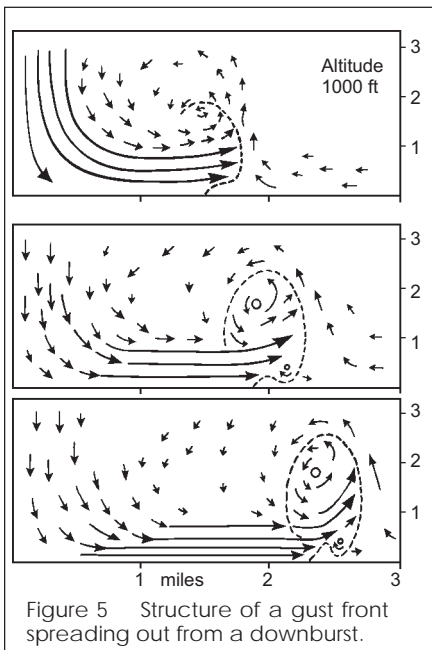 Altitude
1000 ft
3
2
1
3
2
1
3
2
1
1
miles
2
3
Figure 5 Structure of a gust front
spreading out from a downburst.